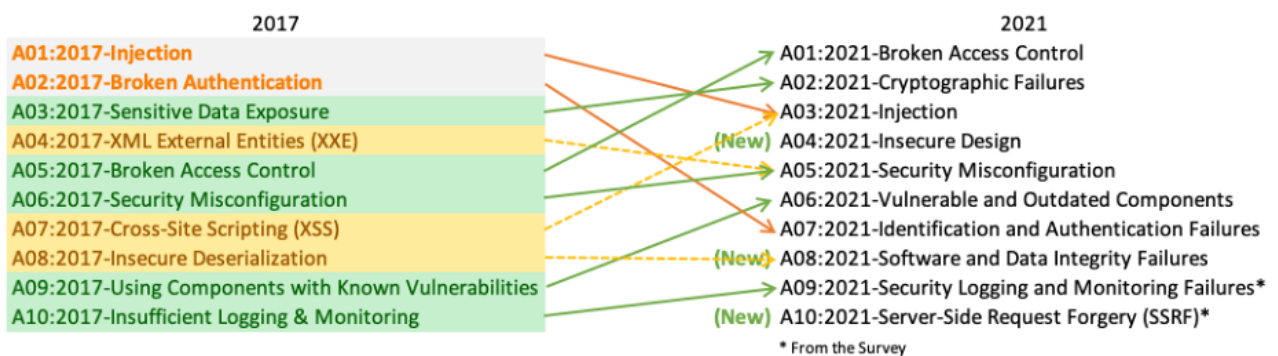 2017
2021
A01:2017-Injection
A02:2017-Broken Authentication
A03:2017-Sensitive Data Exposure
A04:2017-XML External Entities (XXE)
A05:2017-Broken Access Control
A06:2017-Security Misconfiguration
A07:2017-Cross-Site Scripting (XSS)
A08:2017-Insecure Deserialization
A09:2017-Using Components with Known Vulnerabilities
A10:2017-Insufficient Logging & Monitoring
A01:2021-Broken Access Control
A02:2021-Cryptographic Failures
A03:2021-Injection
(New) A04:2021-Insecure Design
A05:2021-Security Misconfiguration
A06:2021-Vulnerable and Outdated Components
A07:2021-Identification and Authentication Failures
(New) A08:2021-Software and Data Integrity Failures
A09:2021-Security Logging and Monitoring Failures*
(New) A10:2021-Server-Side Request Forgery (SSRF)*
* From the Survey